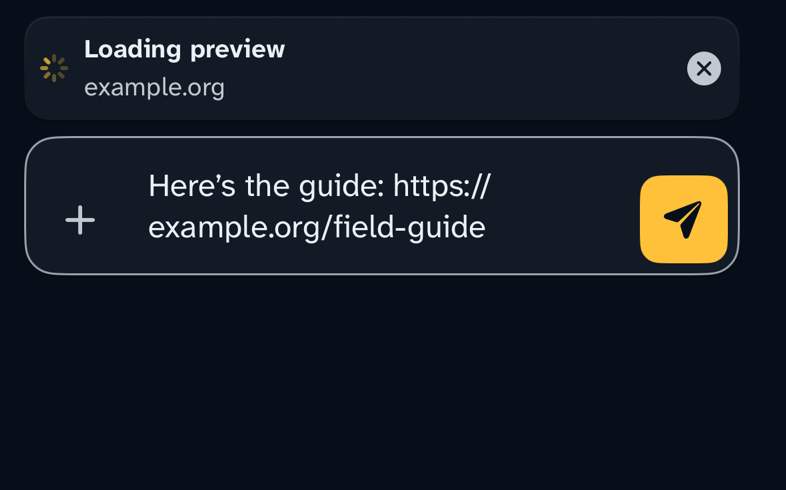 Loading preview
example.org
Here’s the guide: https://
example.org/field-guide